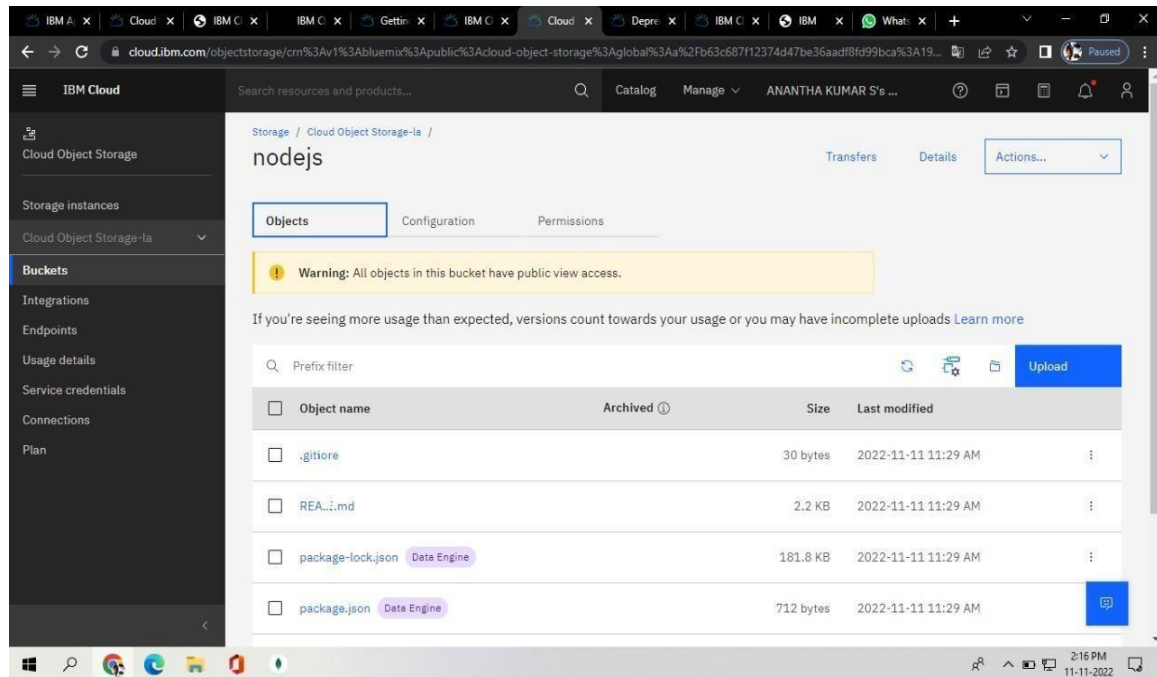 IBM A
Cloud
IBM Cl
IBM Cl
Gettin
IBM Cl
Cloud
Depre
IBM Cl
IBM
Whats
cloud.ibm.com/objectstorage/crn%3Av1%3Abluemix%3Apublic%3Acloud-object-storage%3Aglobal%3Aa%2Fb63c687f12374d47be36aadf8fd99bca%3A19...
Paused
IBM Cloud
Search resources and products...
Catalog
Manage
ANANTHA KUMAR S's ...
Cloud Object Storage
Storage instances
Cloud Object Storage-la
Buckets
Integrations
Endpoints
Usage details
Service credentials
Connections
Plan
Storage / Cloud Object Storage-la /
nodejs
Transfers
Details
Actions...
Objects
Configuration
Permissions
Warning: All objects in this bucket have public view access.
If you're seeing more usage than expected, versions count towards your usage or you may have incomplete uploads Learn more
Prefix filter
Upload
Object name Archived Size Last modified
.gitiore 30 bytes 2022-11-11 11:29 AM
REA...md 2.2 KB 2022-11-11 11:29 AM
package-lock.json Data Engine 181.8 KB 2022-11-11 11:29 AM
package.json Data Engine 712 bytes 2022-11-11 11:29 AM
2:16 PM
11-11-2022